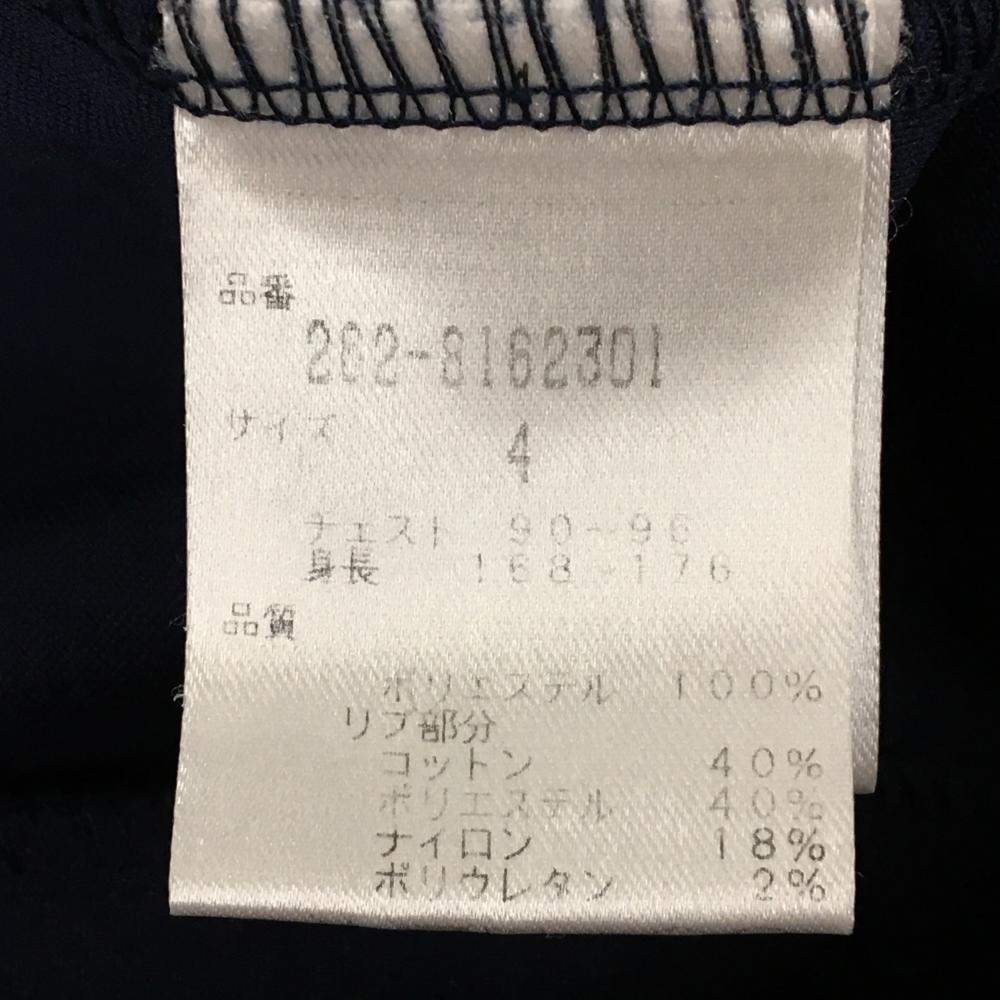 品番
262-8162301
サイズ 4
チェスト 90~96
身長 168~176
品質
ポリエステル 100%
リブ部分
コットン 40%
ポリエステル 40%
ナイロン 18%
ポリウレタン 2%